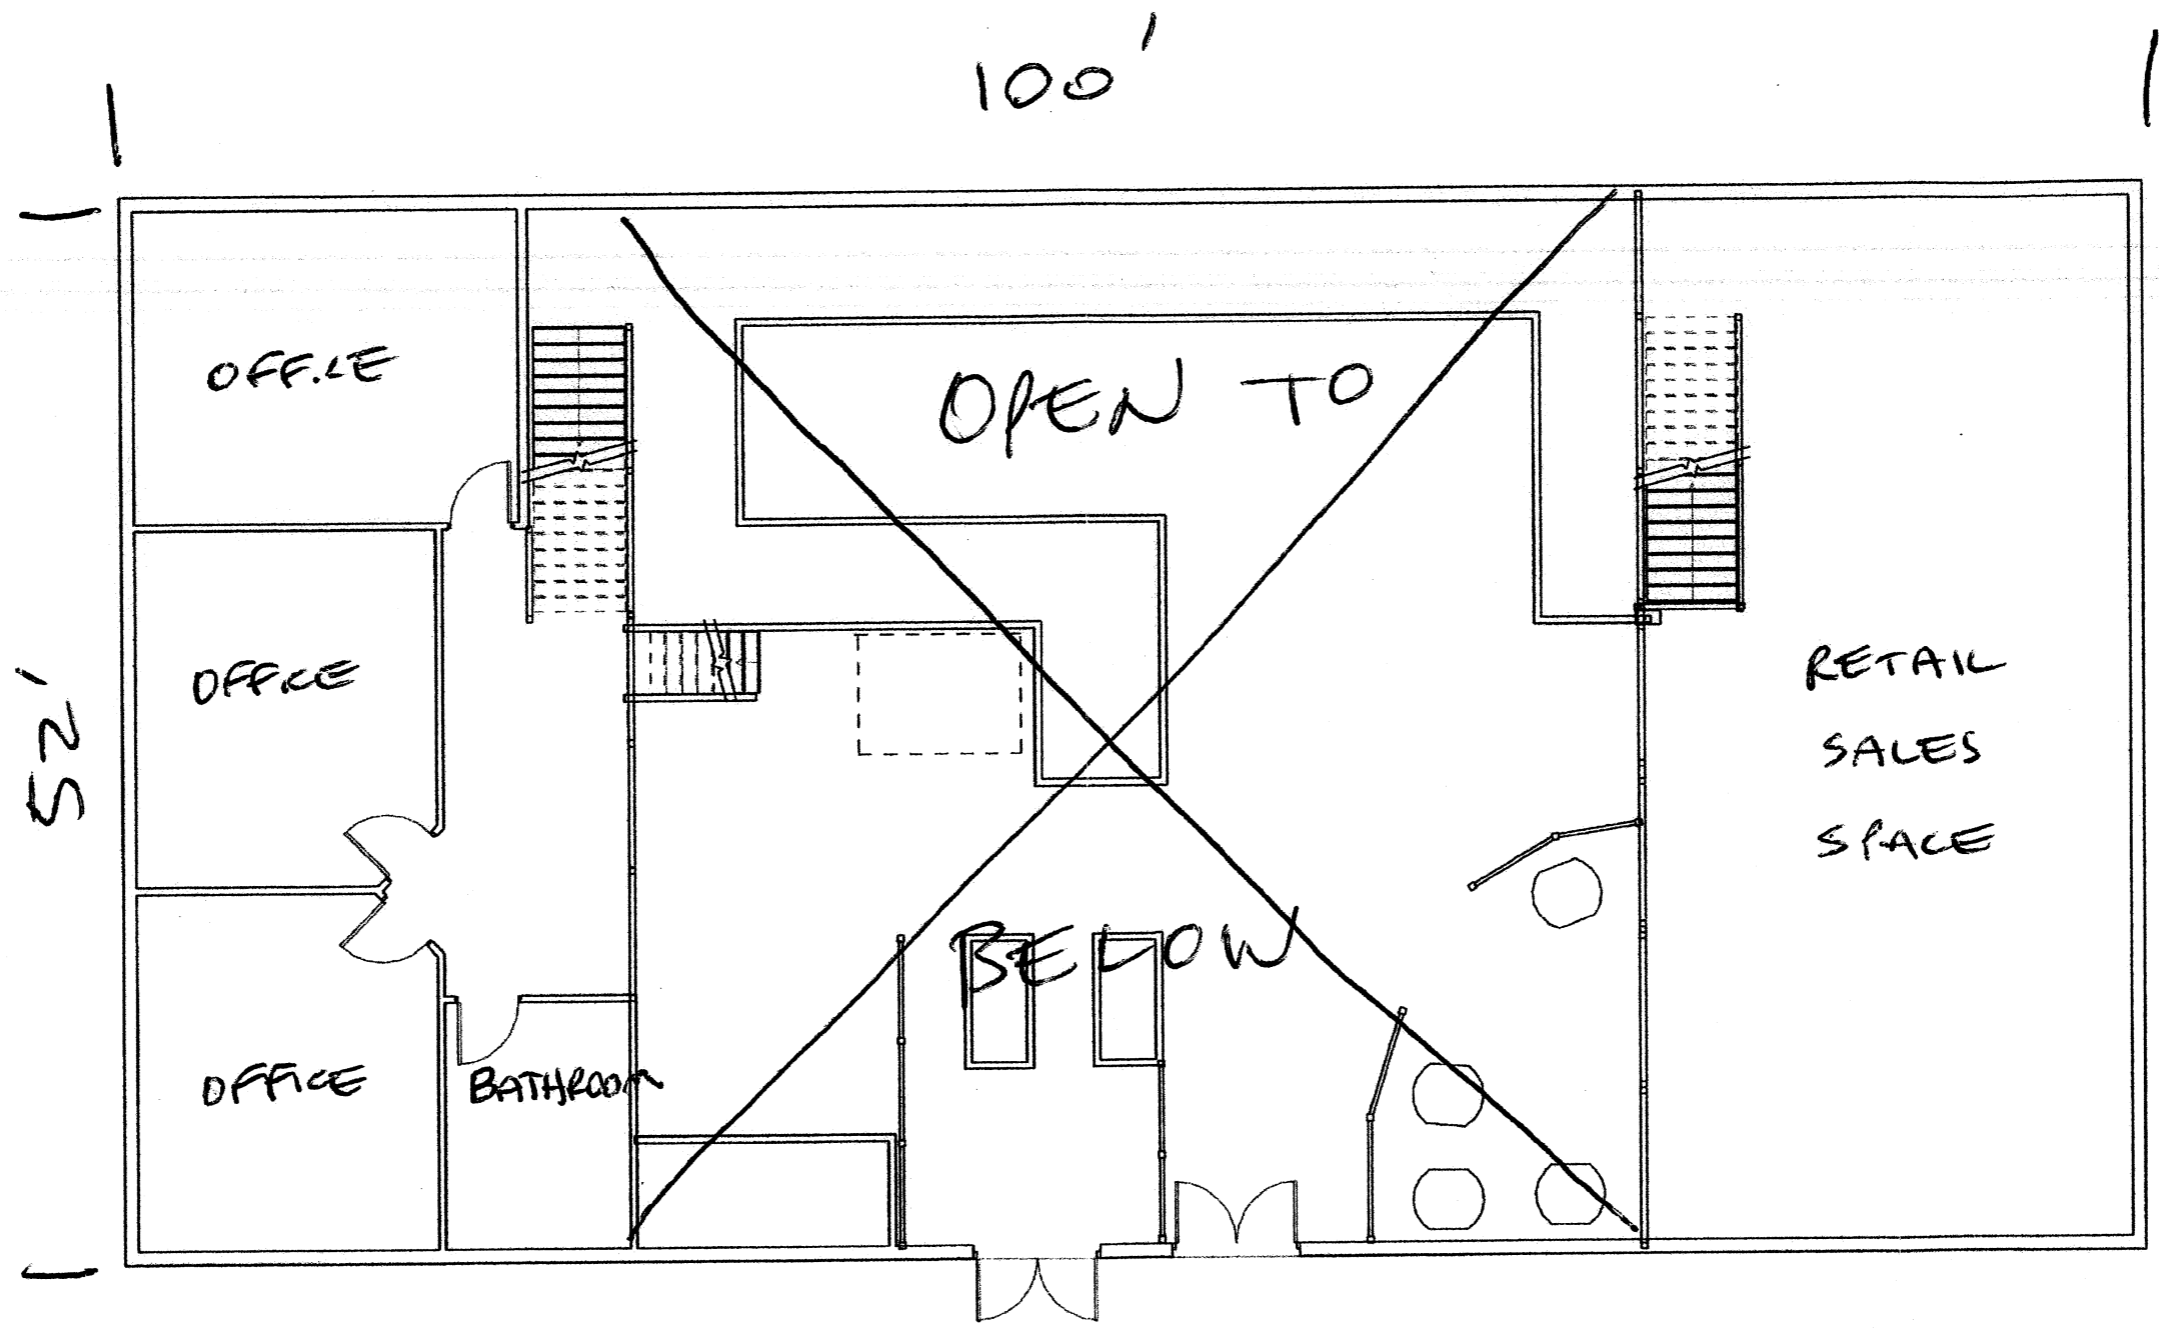 100'
OFFICE
OPEN TO
OFFICE
RETAIL
SALES
SPACE
52'
BELOW
OFFICE
BATHROOM